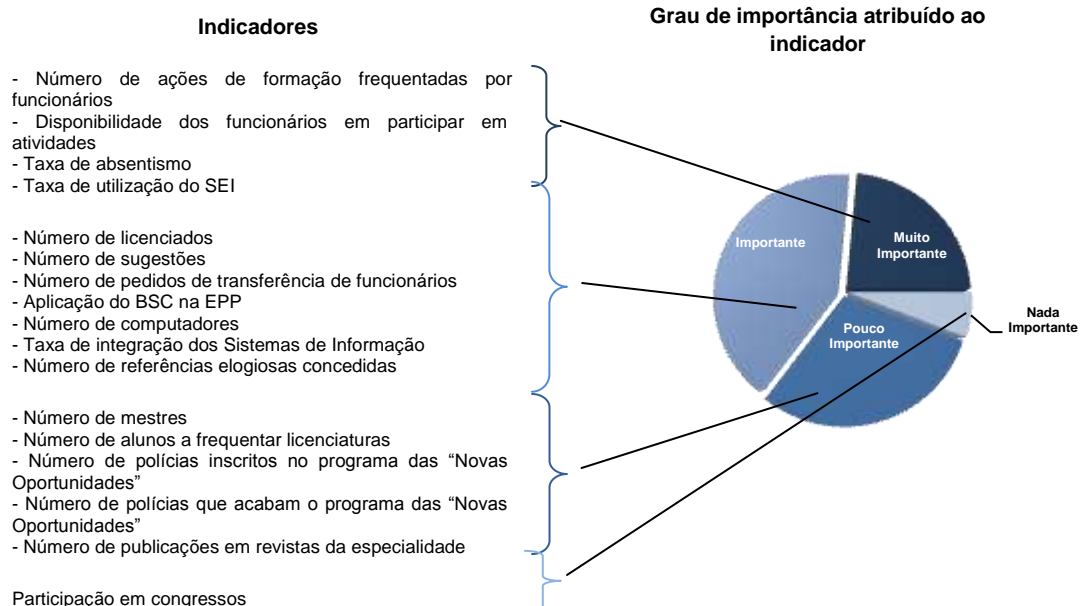 Indicadores
Grau de importância atribuído ao
indicador
- Número de ações de formação frequentadas por
funcionários
- Disponibilidade dos funcionários em participar em
atividades
- Taxa de absentismo
- Taxa de utilização do SEI
- Número de licenciados
- Número de sugestões
- Número de pedidos de transferência de funcionários
- Aplicação do BSC na EPP
- Número de computadores
- Taxa de integração dos Sistemas de Informação
- Número de referências elogiosas concedidas
- Número de mestres
- Número de alunos a frequentar licenciaturas
- Número de polícias inscritos no programa das “Novas
Oportunidades”
- Número de polícias que acabam o programa das “Novas
Oportunidades”
- Número de publicações em revistas da especialidade
Participação em congressos
Importante
Muito
Importante
Pouco
Importante
Nada
Importante